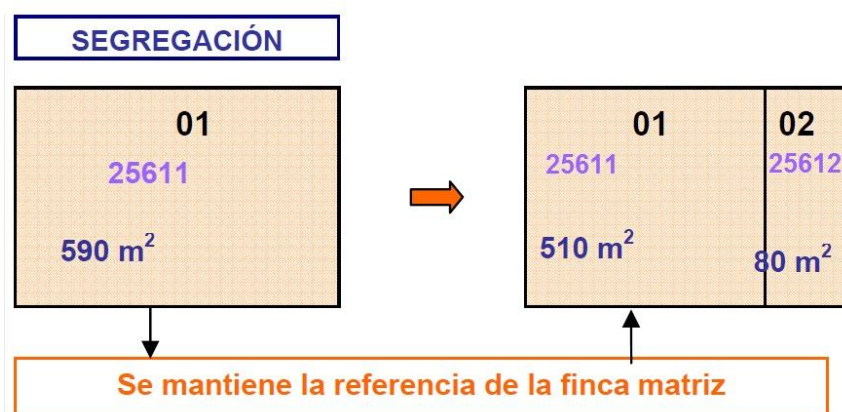 SEGREGACIÓN
01
25611
590 m²
01
25611
510 m²
02
25612
80 m²
Se mantiene la referencia de la finca matriz